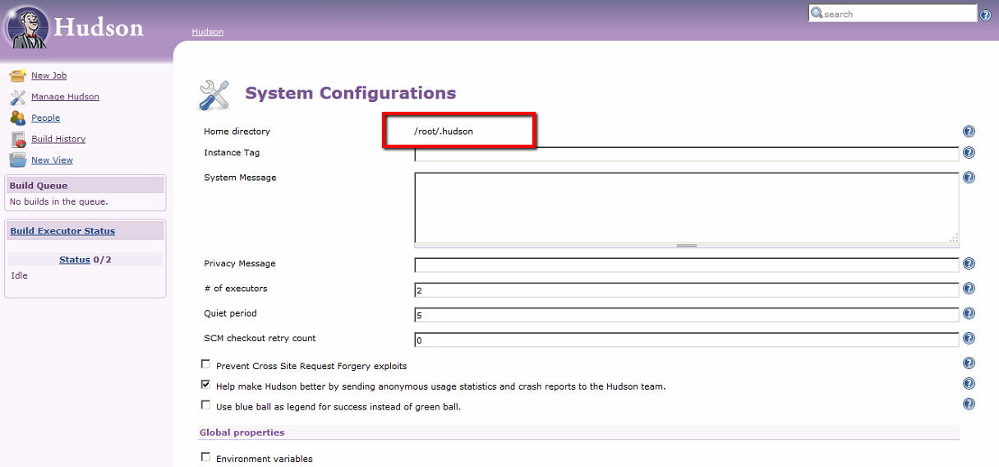 Hudson
search
Hudson
New Job
Manage Hudson
People
Build History
New View
Build Queue
No builds in the queue.
Build Executor Status
Status 0/2
Idle
System Configurations
Home directory
/root/.hudson
Instance Tag
System Message
Privacy Message
# of executors
2
Quiet period
5
SCM checkout retry count
0
Prevent Cross Site Request Forgery exploits
Help make Hudson better by sending anonymous usage statistics and crash reports to the Hudson team.
Use blue ball as legend for success instead of green ball.
Global properties
Environment variables